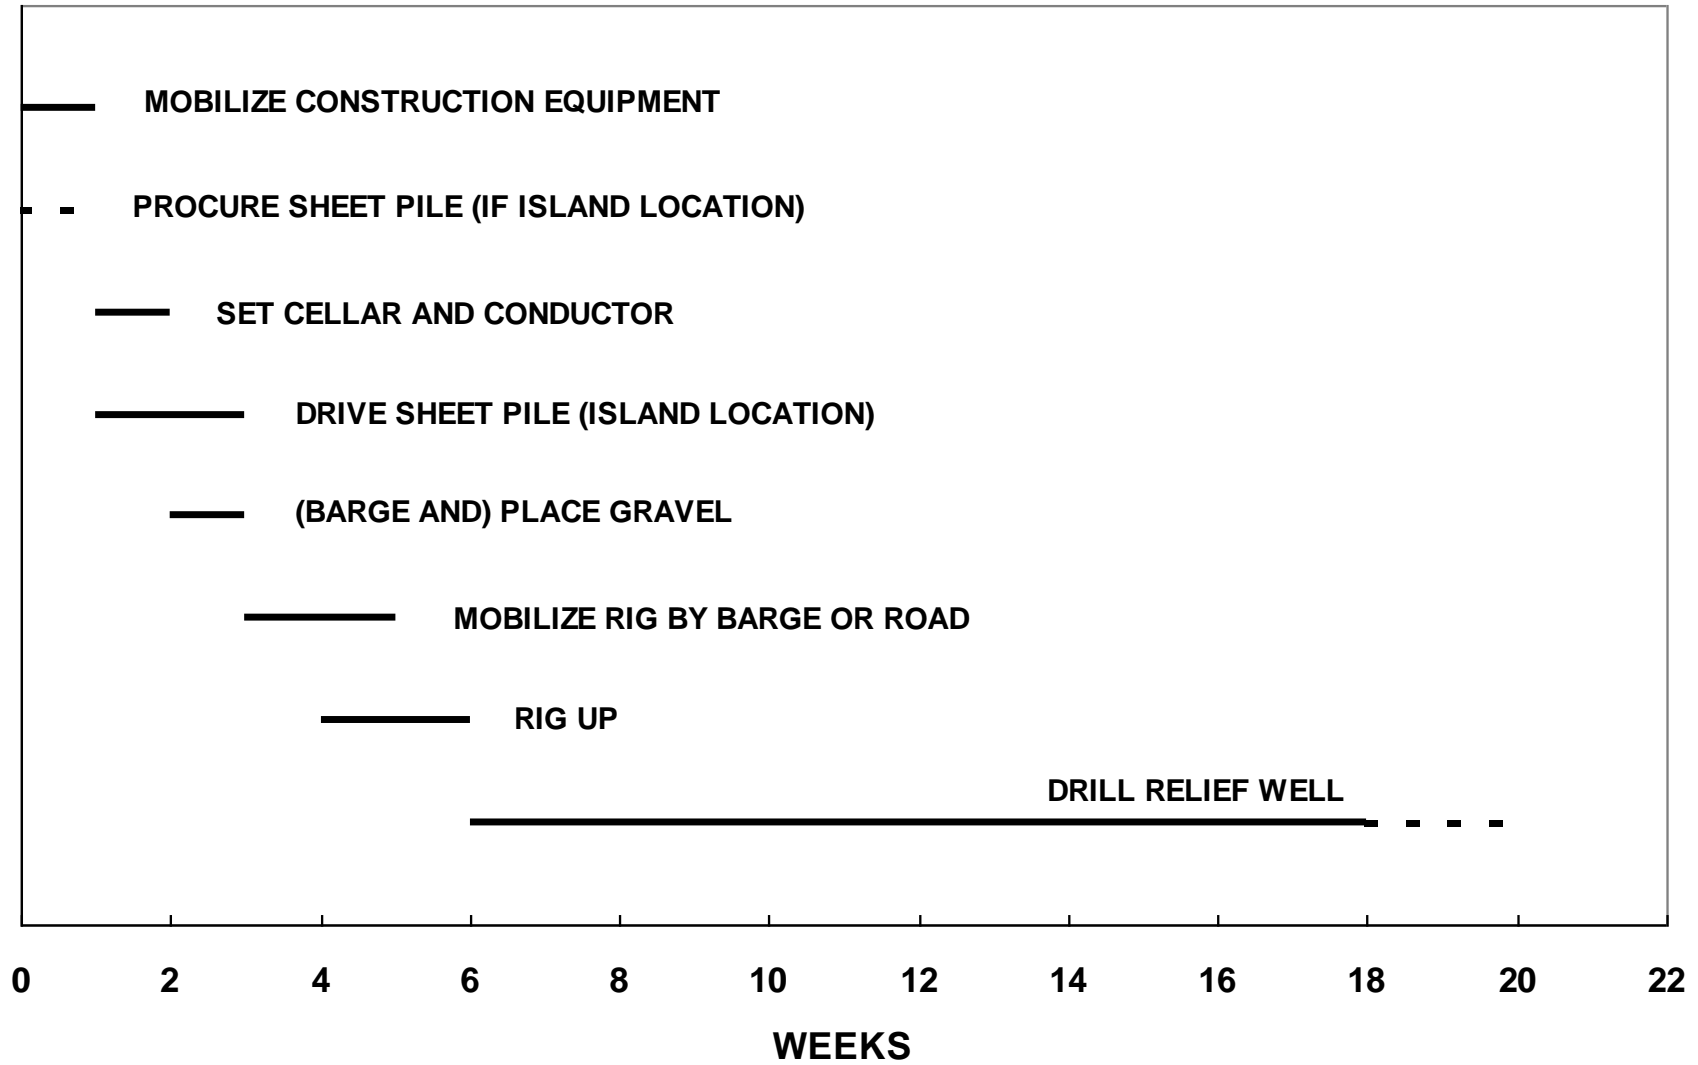 MOBILIZE CONSTRUCTION EQUIPMENT
PROCURE SHEET PILE (IF ISLAND LOCATION)
SET CELLAR AND CONDUCTOR
DRIVE SHEET PILE (ISLAND LOCATION)
(BARGE AND) PLACE GRAVEL
MOBILIZE RIG BY BARGE OR ROAD
RIG UP
DRILL RELIEF WELL
0 2 4 6 8 10 12 14 16 18 20 22
WEEKS